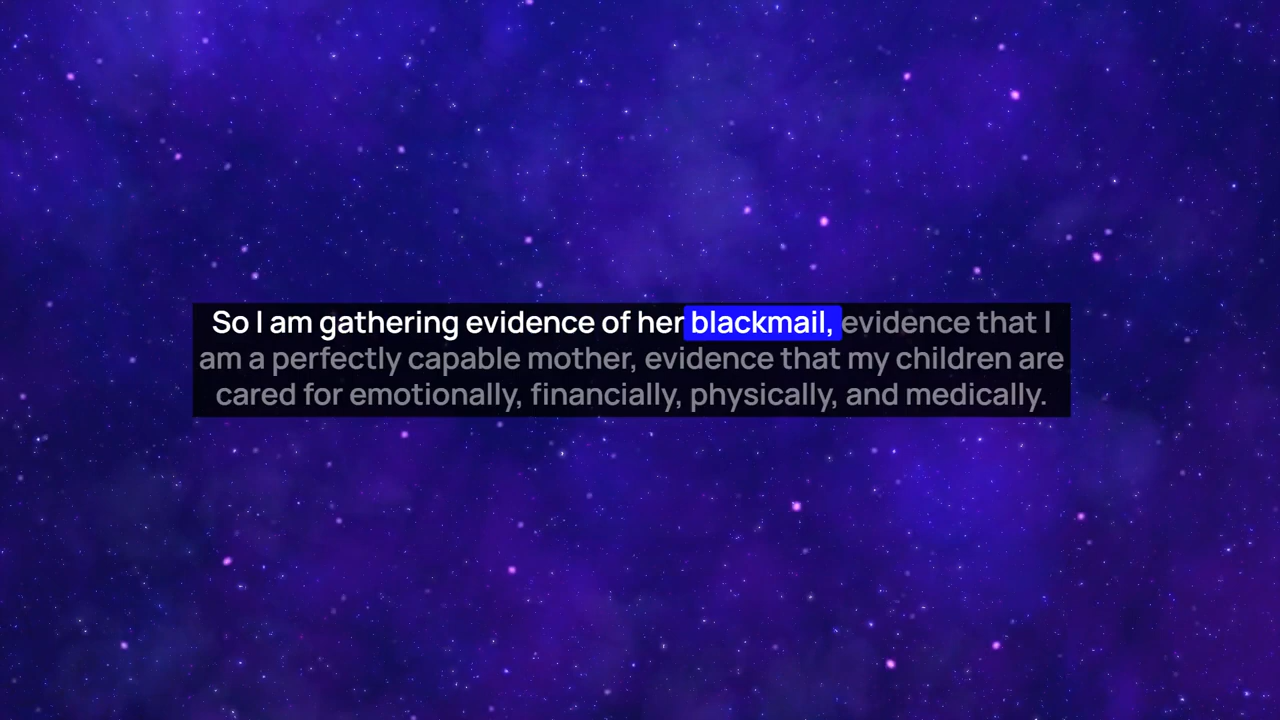 So I am gathering evidence of her blackmail, evidence that I
am a perfectly capable mother, evidence that my children are
cared for emotionally, financially, physically, and medically.